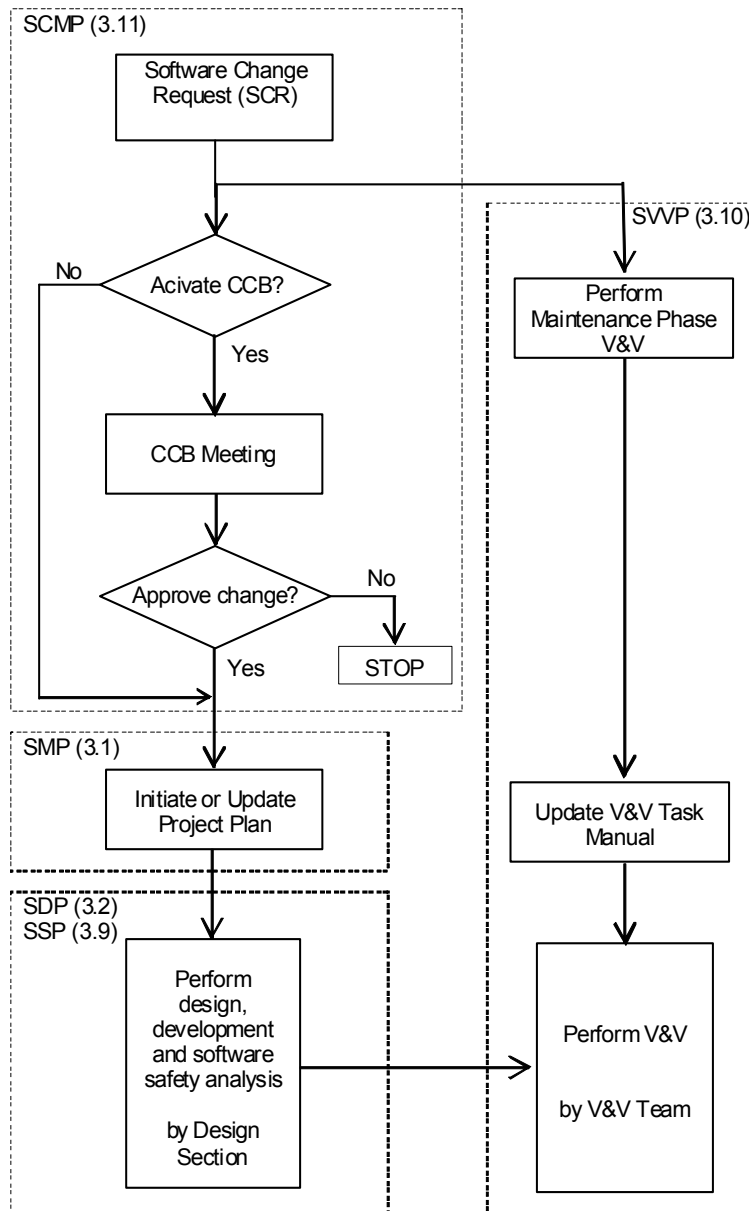 SCMP (3.11)
Software Change
Request (SCR)
SVVP (3.10)
No
Acivate CCB?
Perform
Maintenance Phase
V&V
Yes
CCB Meeting
Approve change?
No
Yes
STOP
SMP (3.1)
Initiate or Update
Project Plan
Update V&V Task
Manual
SDP (3.2)
SSP (3.9)
Perform
design,
development
and software
safety analysis
by Design
Section
Perform V&V
by V&V Team